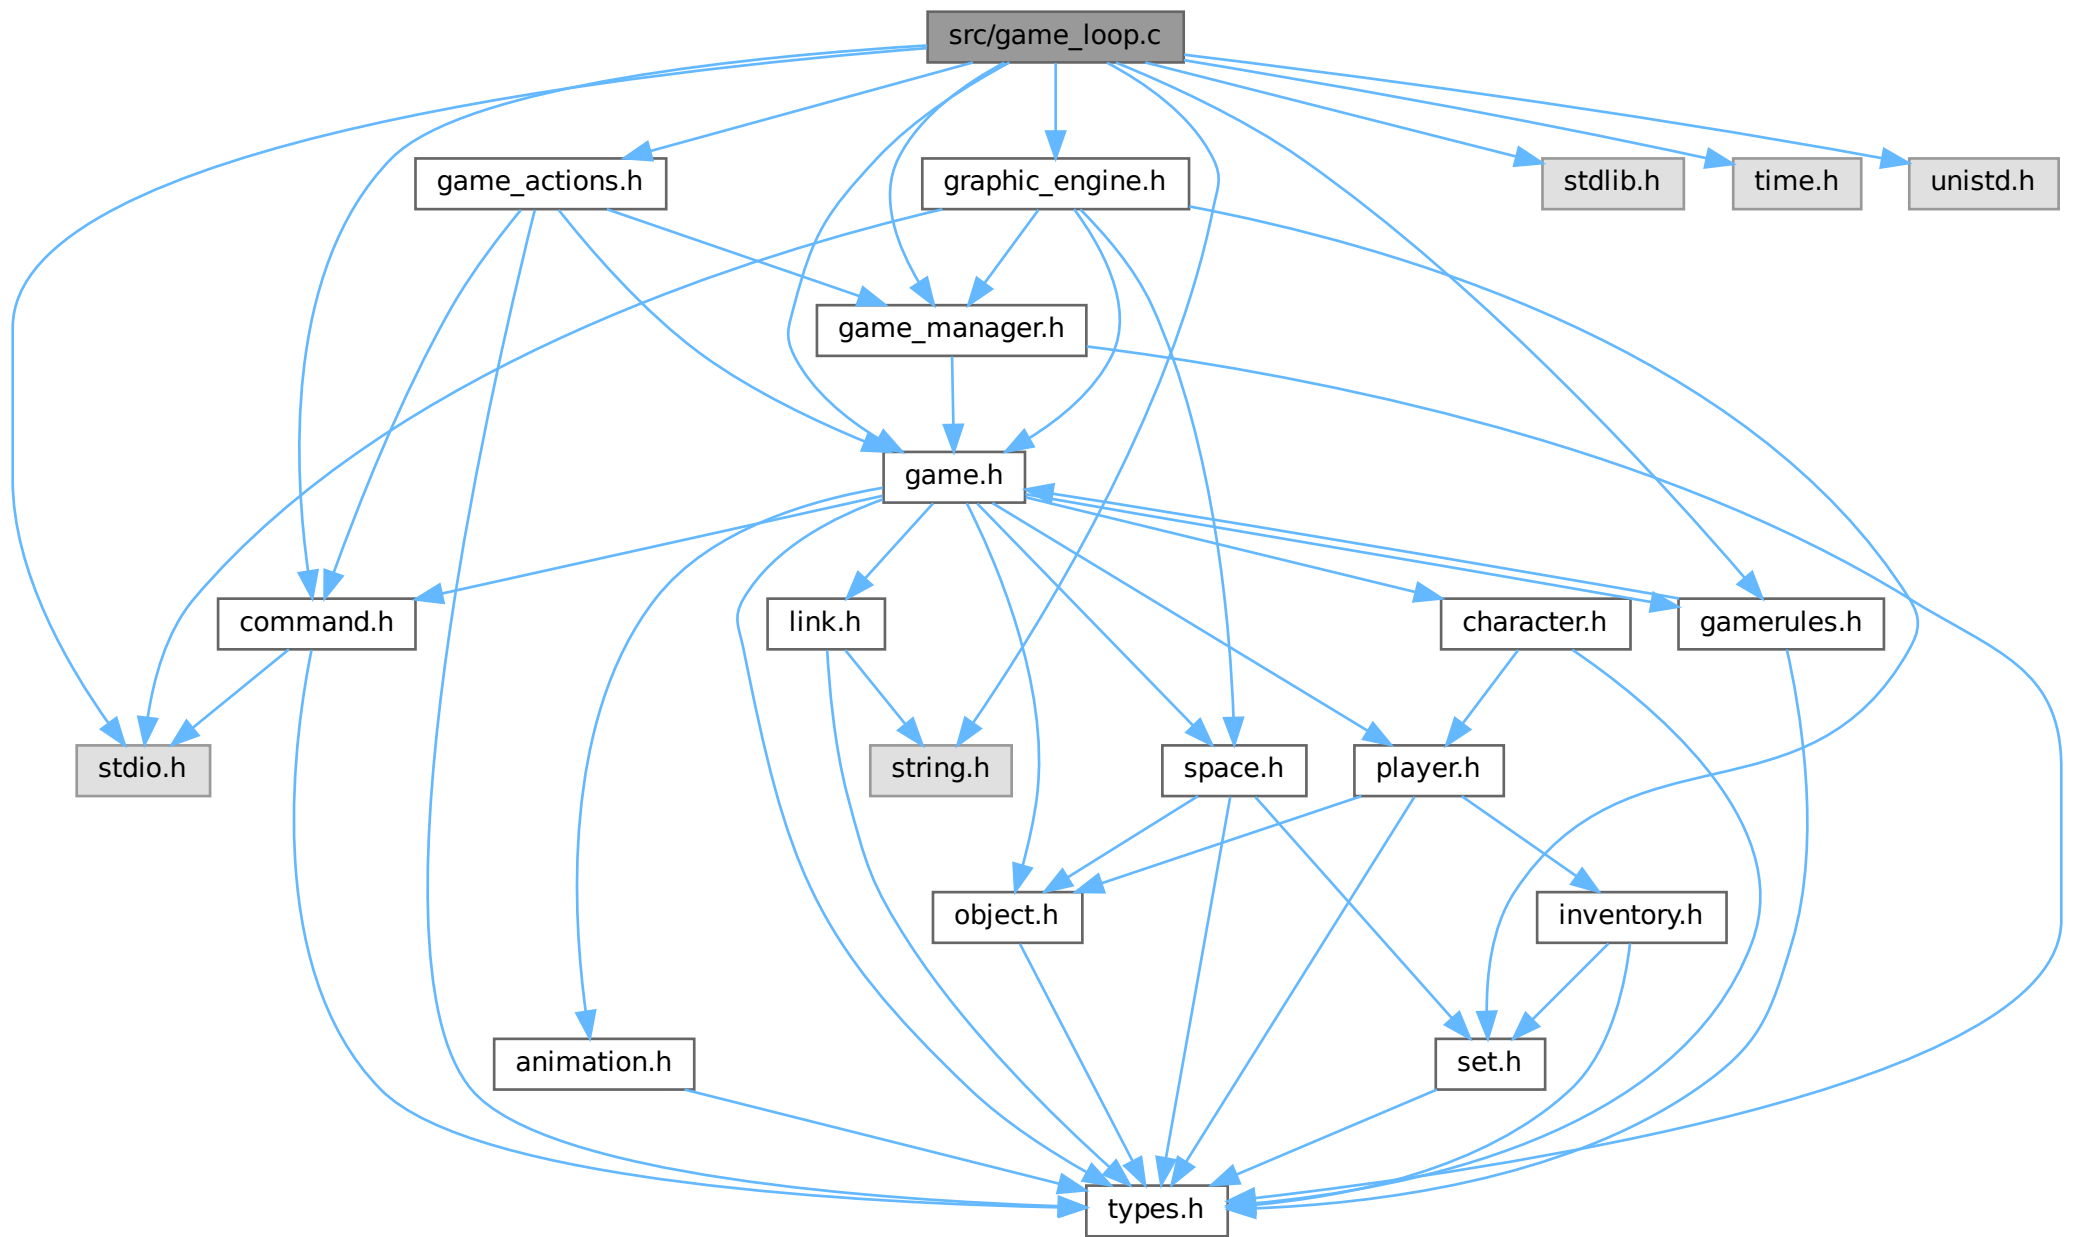 src/game_loop.c
game_actions.h
graphic_engine.h
stdlib.h
time.h
unistd.h
game_manager.h
game.h
command.h
link.h
character.h
gamerules.h
stdio.h
string.h
space.h
player.h
object.h
inventory.h
animation.h
set.h
types.h